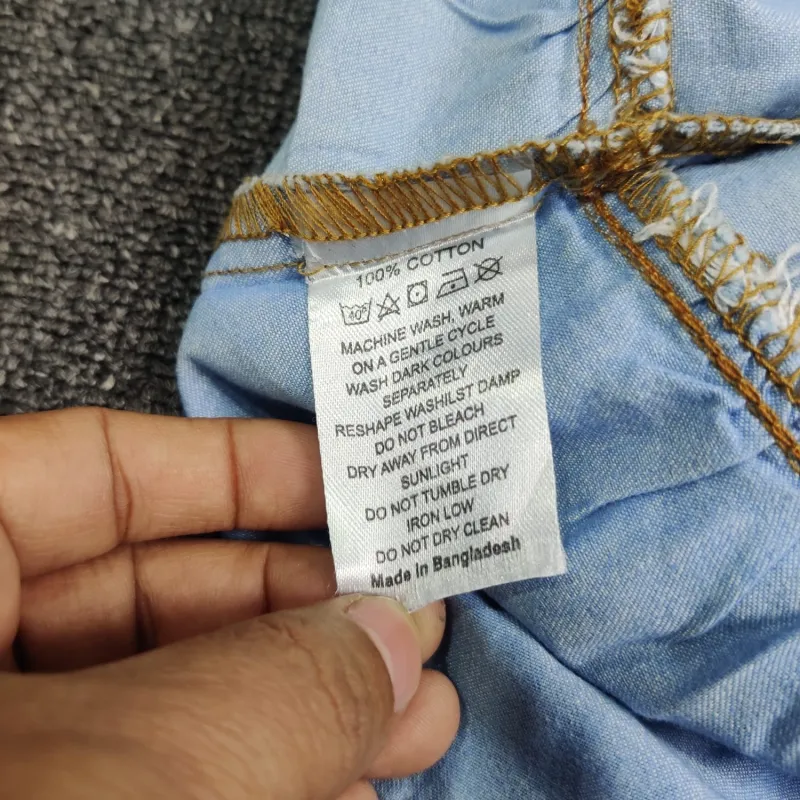 100% COTTON
40°
MACHINE WASH, WARM
ON A GENTLE CYCLE
WASH DARK COLOURS
SEPARATELY
RESHAPE WASHILST DAMP
DO NOT BLEACH
DRY AWAY FROM DIRECT
SUNLIGHT
DO NOT TUMBLE DRY
IRON LOW
DO NOT DRY CLEAN
Made in Bangladesh